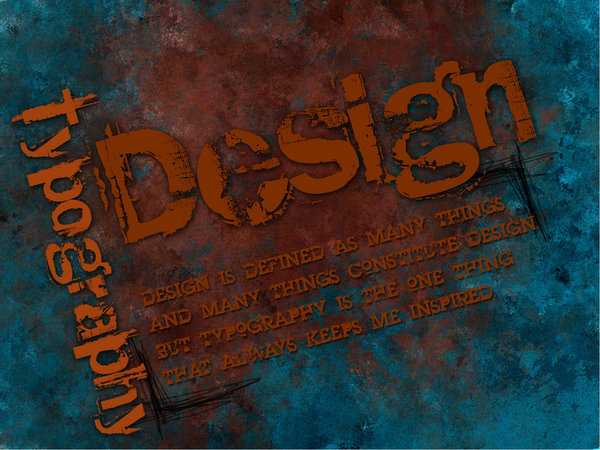 typography
Design
DESIGN IS DEFINED AS MANY THINGS
AND MANY THINGS CONSTITUTE DESIGN
BUT TYPOGRAPHY IS THE ONE THING
THAT ALWAYS KEEPS ME INSPIRED